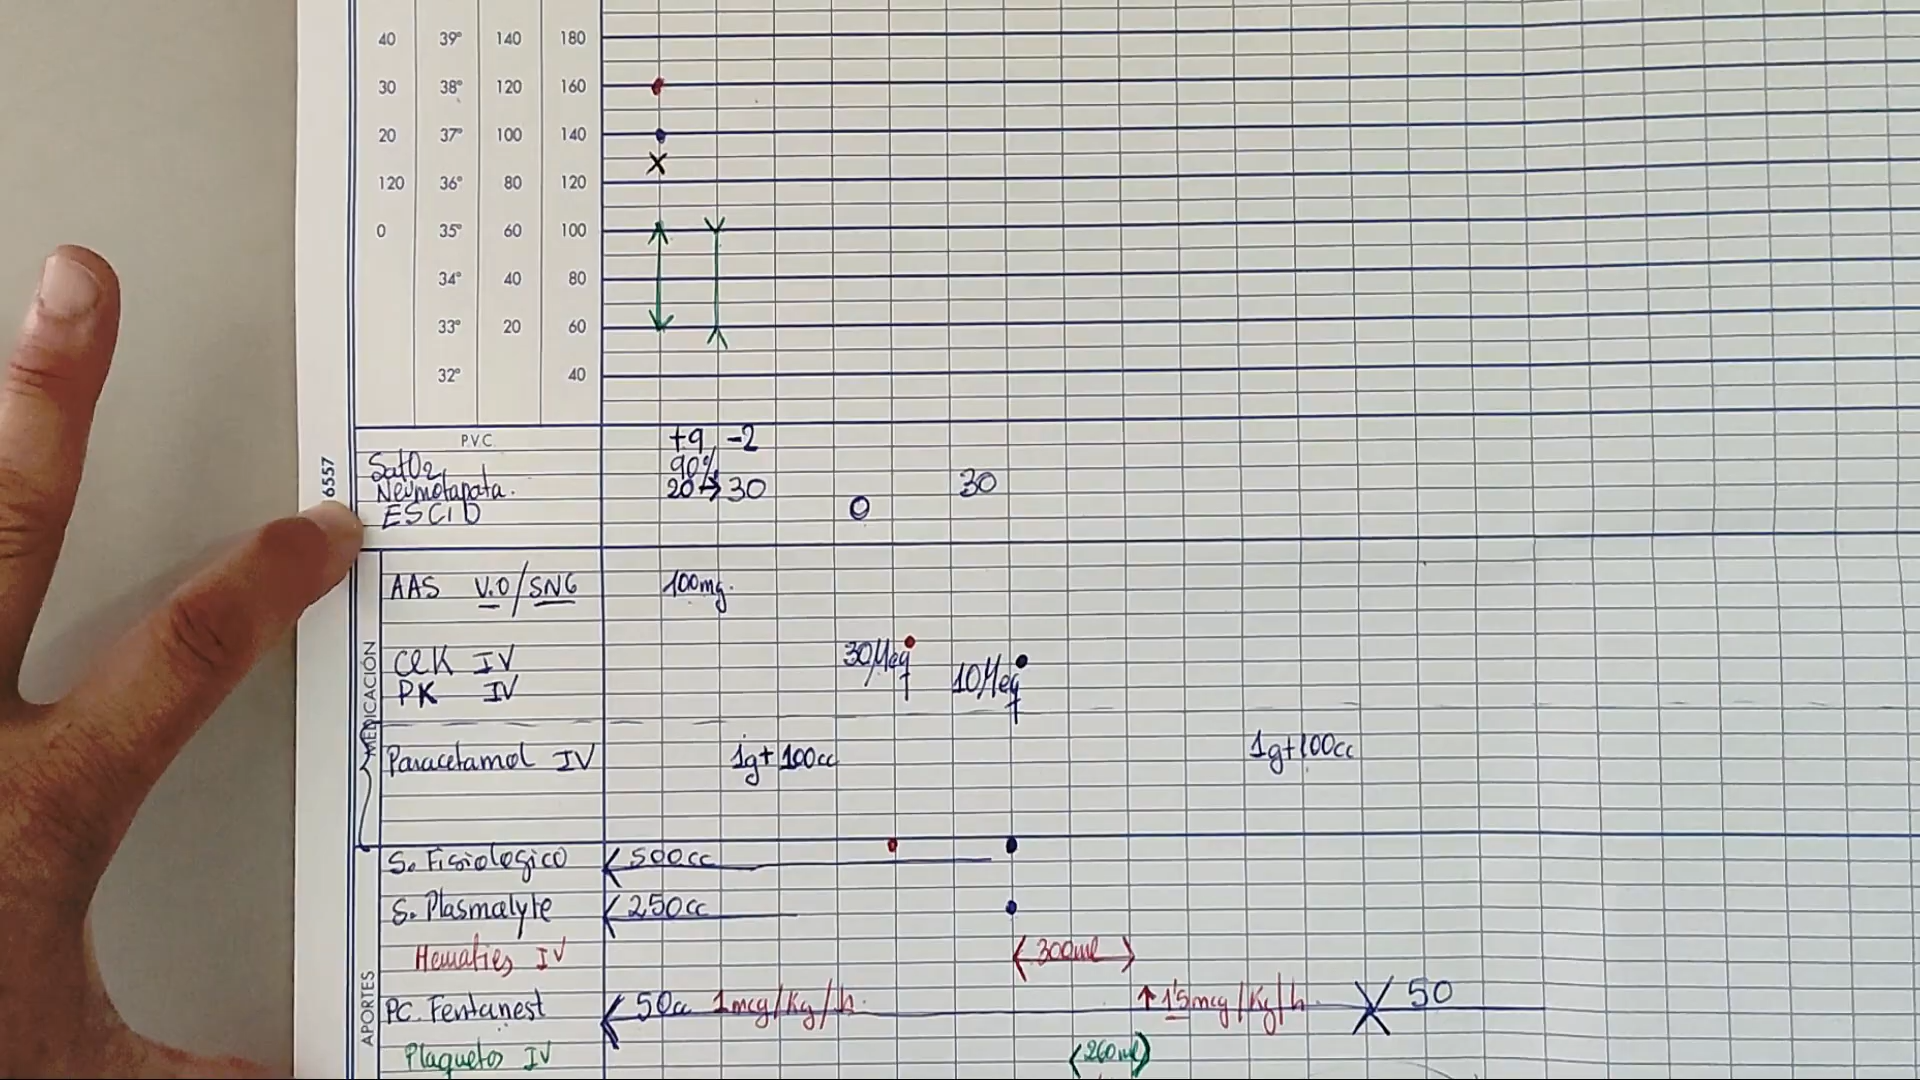 40 39° 140 180
30 38° 120 160
20 37° 100 140
120 36° 80 120
0 35° 60 100
34° 40 80
33° 20 60
32° 40
6557
P.V.C. +9 -2
SatO2 90%
Neumotapata. 20→30 30
ESCID 0
MEDICACIÓN
AAS V.O/SNG 100mg.
ClK IV 30Meq
PK IV 10Meq
Paracetamol IV 1g+100cc 1g+100cc
APORTES
S. Fisiologico 500cc
S. Plasmalyte 250cc
Hematies IV 300ml
PC. Fentanest 50cc 1mcg/Kg/h. ↑1'5mcg/Kg/h. 50
Plaquetas IV 260ml